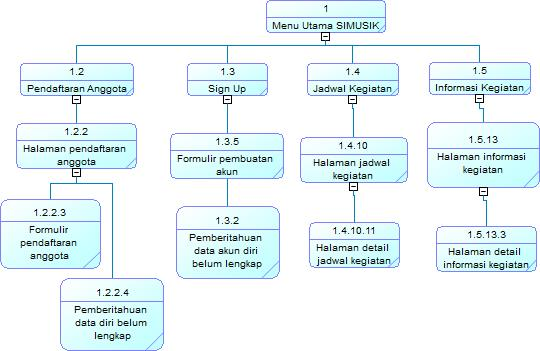 1
Menu Utama SIMUSIK
1.2
Pendaftaran Anggota
1.3
Sign Up
1.4
Jadwal Kegiatan
1.5
Informasi Kegiatan
1.2.2
Halaman pendaftaran
anggota
1.3.5
Formulir pembuatan
akun
1.4.10
Halaman jadwal
kegiatan
1.5.13
Halaman informasi
kegiatan
1.2.2.3
Formulir
pendaftaran
anggota
1.3.2
Pemberitahuan
data akun diri
belum lengkap
1.4.10.11
Halaman detail
jadwal kegiatan
1.5.13.3
Halaman detail
informasi kegiatan
1.2.2.4
Pemberitahuan
data diri belum
lengkap